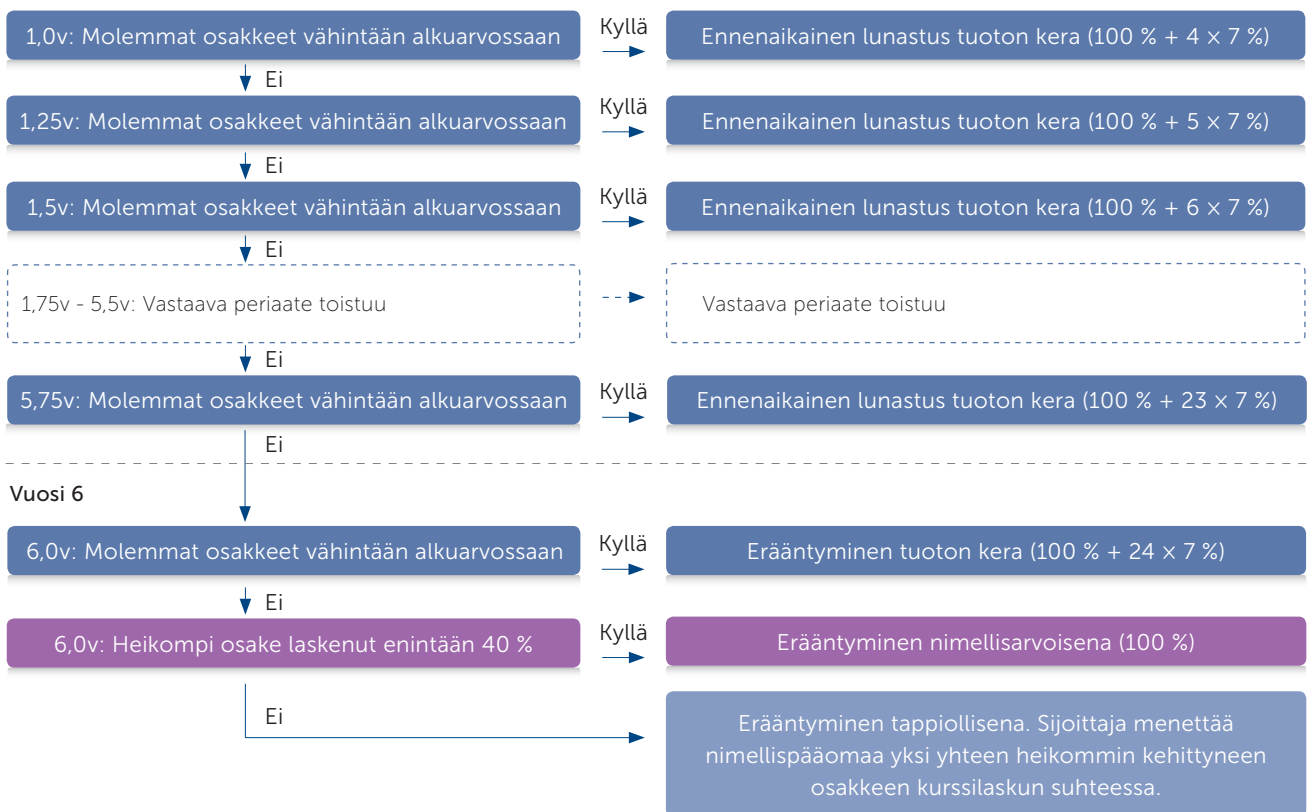 1,0v: Molemmat osakkeet vähintään alkuarvossaan
Kyllä
Ennenaikainen lunastus tuoton kera (100 % + 4 × 7 %)
Ei
1,25v: Molemmat osakkeet vähintään alkuarvossaan
Kyllä
Ennenaikainen lunastus tuoton kera (100 % + 5 × 7 %)
Ei
1,5v: Molemmat osakkeet vähintään alkuarvossaan
Kyllä
Ennenaikainen lunastus tuoton kera (100 % + 6 × 7 %)
Ei
1,75v - 5,5v: Vastaava periaate toistuu
Vastaava periaate toistuu
Ei
5,75v: Molemmat osakkeet vähintään alkuarvossaan
Kyllä
Ennenaikainen lunastus tuoton kera (100 % + 23 × 7 %)
Ei
Vuosi 6
6,0v: Molemmat osakkeet vähintään alkuarvossaan
Kyllä
Erääntyminen tuoton kera (100 % + 24 × 7 %)
Ei
6,0v: Heikompi osake laskenut enintään 40 %
Kyllä
Erääntyminen nimellisarvoisena (100 %)
Ei
Erääntyminen tappiollisena. Sijoittaja menettää
nimellispääomaa yksi yhteen heikommin kehittyneen
osakkeen kurssilaskun suhteessa.